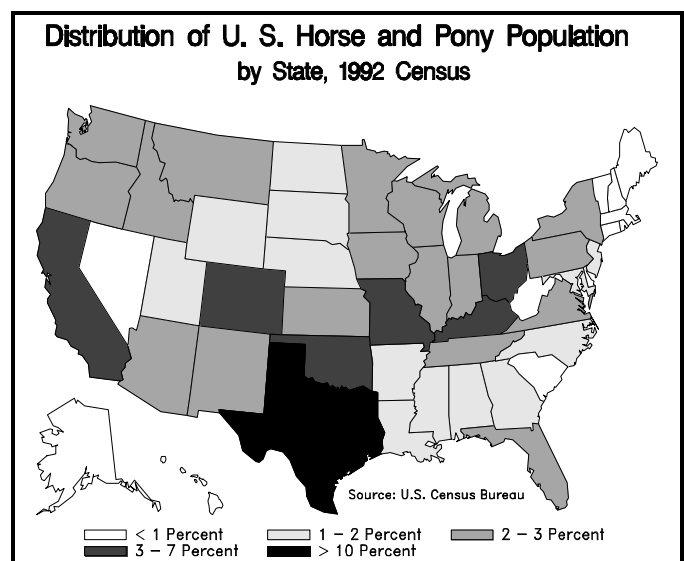 Distribution of U. S. Horse and Pony Population
by State, 1992 Census
Source: U.S. Census Bureau
< 1 Percent 1 - 2 Percent 2 - 3 Percent
3 - 7 Percent > 10 Percent